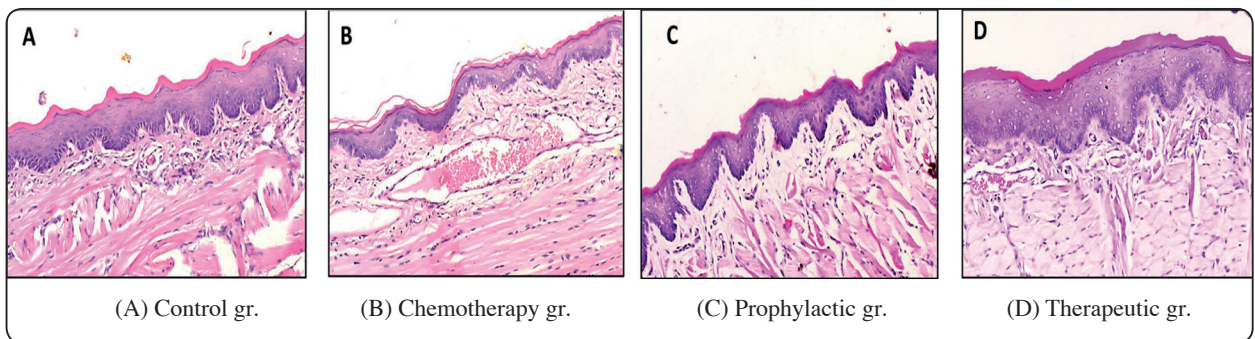 A
B
C
D
(A) Control gr.
(B) Chemotherapy gr.
(C) Prophylactic gr.
(D) Therapeutic gr.